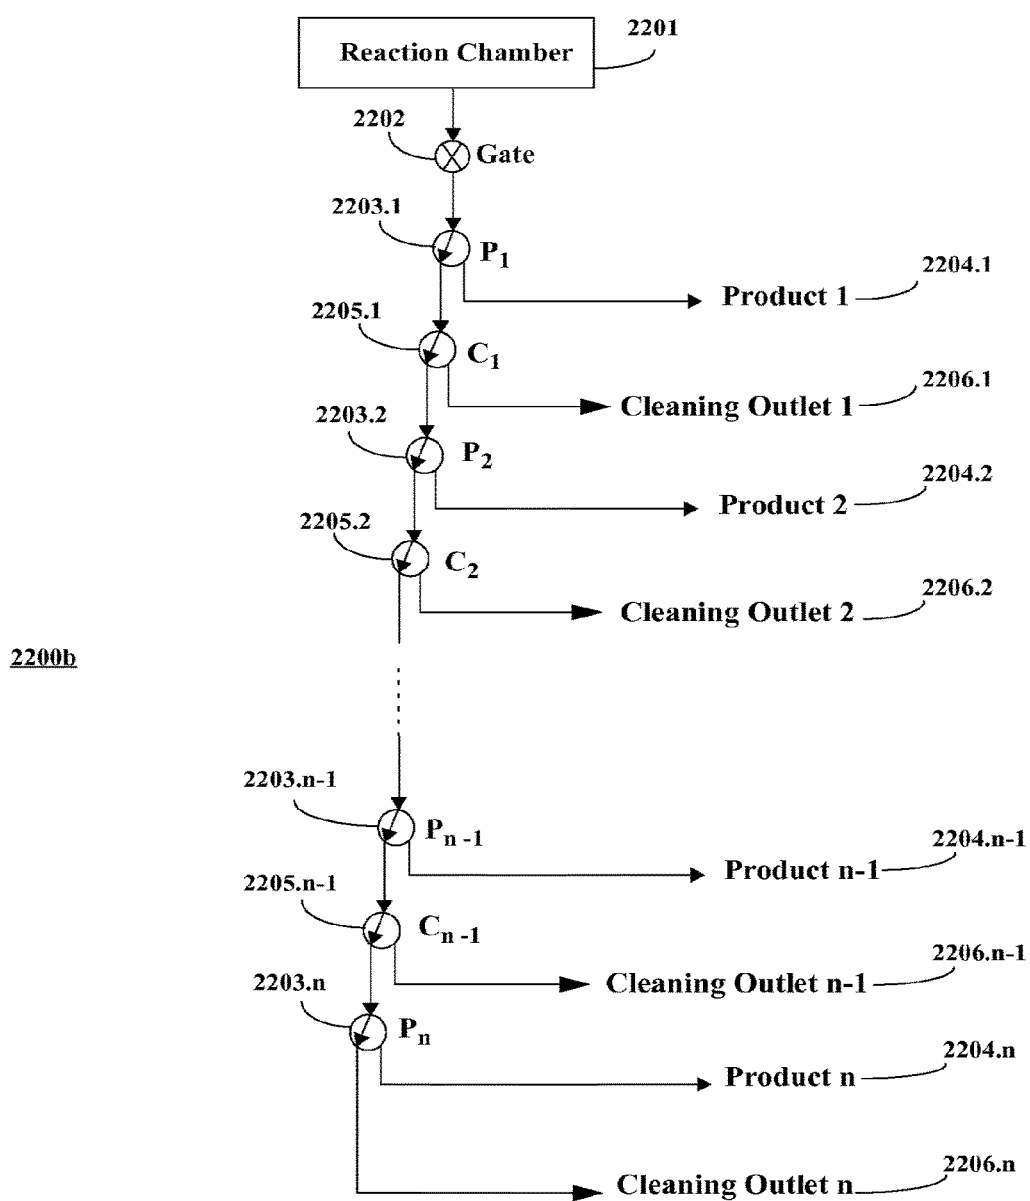 2201
Reaction Chamber
2202
Gate
2203.1
P1
2204.1
Product 1
2205.1
C1
2206.1
Cleaning Outlet 1
2203.2
P2
2204.2
Product 2
2205.2
C2
2206.2
Cleaning Outlet 2
2200b
2203.n-1
Pn-1
2204.n-1
Product n-1
2205.n-1
Cn-1
2206.n-1
Cleaning Outlet n-1
2203.n
Pn
2204.n
Product n
2206.n
Cleaning Outlet n